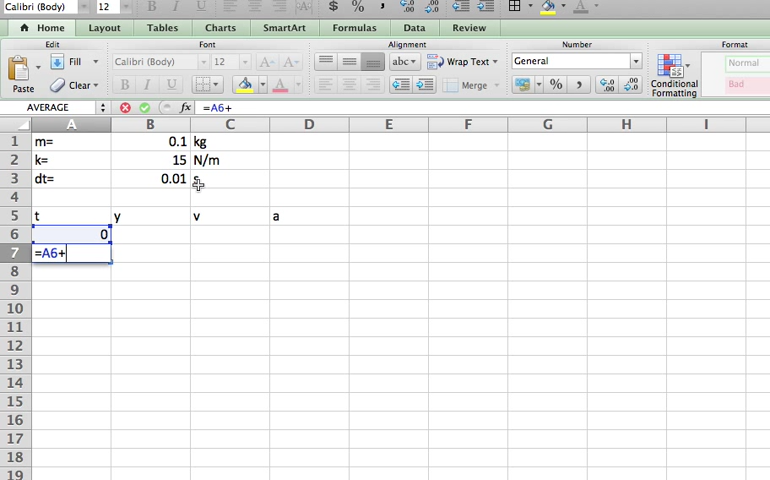 Calibri (Body) 12 B I U A $ % ,
Home Layout Tables Charts SmartArt Formulas Data Review
Edit Font Alignment Number Format
Fill Calibri (Body) 12 A A abc Wrap Text General Normal
Paste Clear B I U A Merge % , Conditional Formatting Bad
AVERAGE fx =A6+
A B C D E F G H I
1 m= 0.1 kg
2 k= 15 N/m
3 dt= 0.01 s
4
5 t y v a
6 0
7 =A6+
8
9
10
11
12
13
14
15
16
17
18
19